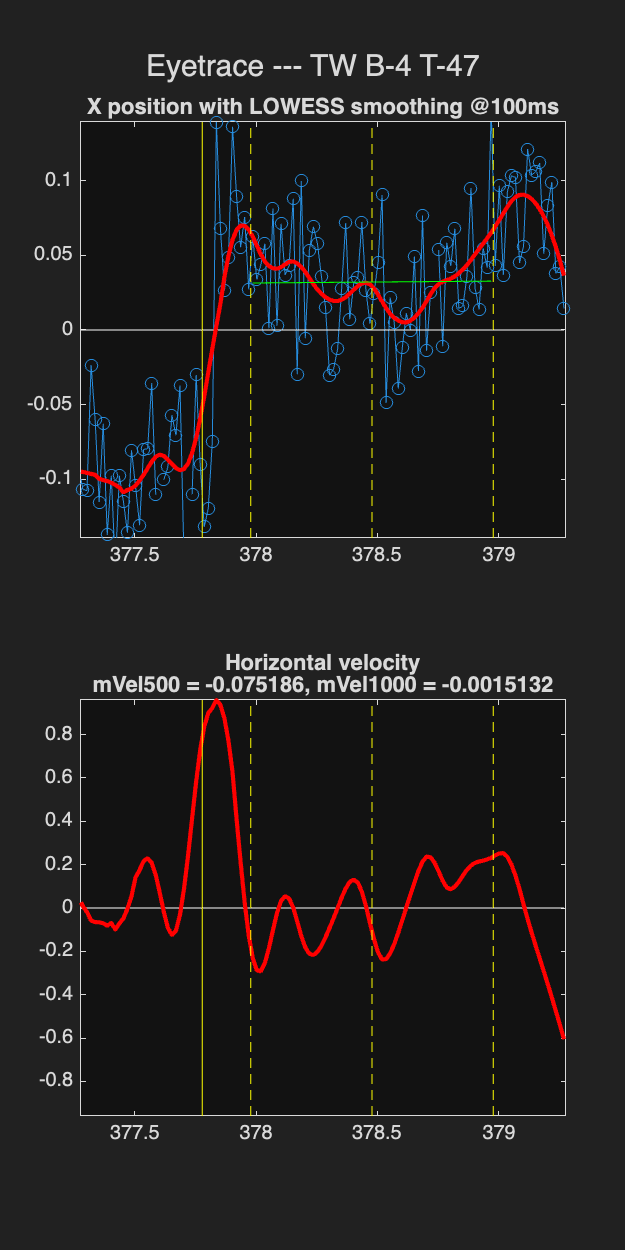 Eyetrace --- TW B-4 T-47
X position with LOWESS smoothing @100ms
0.1
0.05
0
-0.05
-0.1
377.5 378 378.5 379
Horizontal velocity
mVel500 = -0.075186, mVel1000 = -0.0015132
0.8
0.6
0.4
0.2
0
-0.2
-0.4
-0.6
-0.8
377.5 378 378.5 379